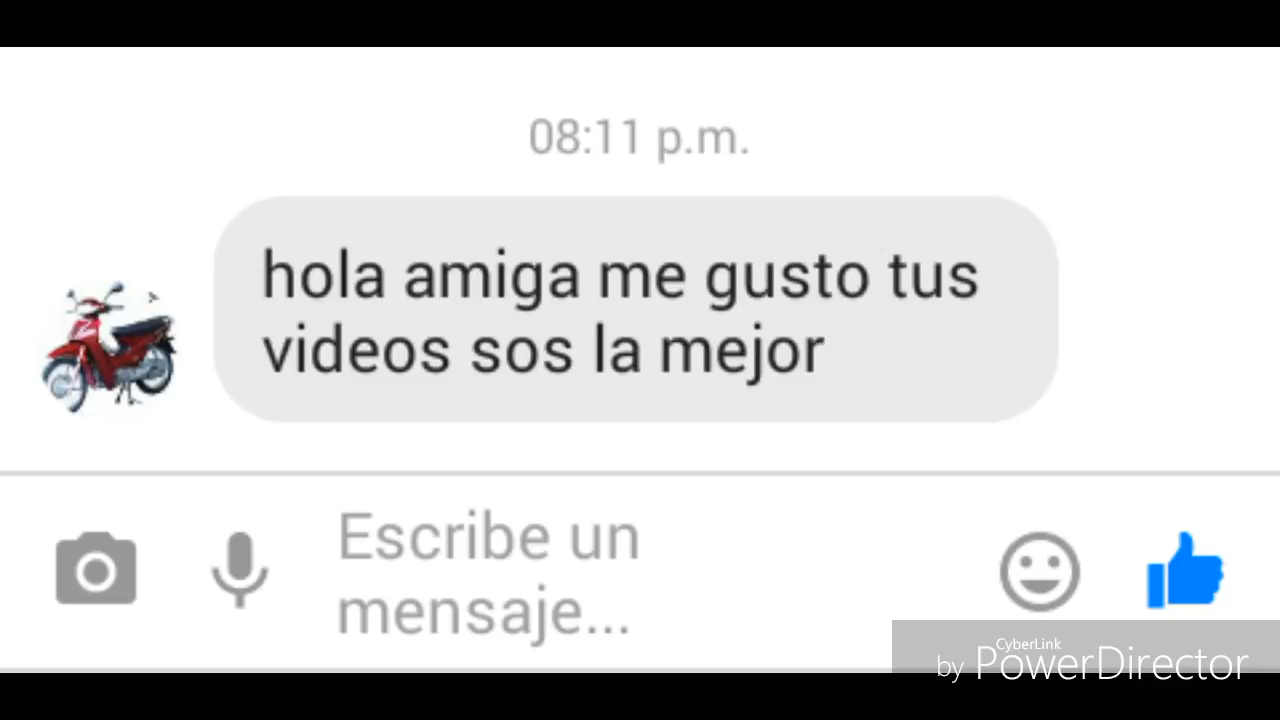 08:11 p.m.
hola amiga me gusto tus
videos sos la mejor
Escribe un
mensaje...
CyberLink
by PowerDirector